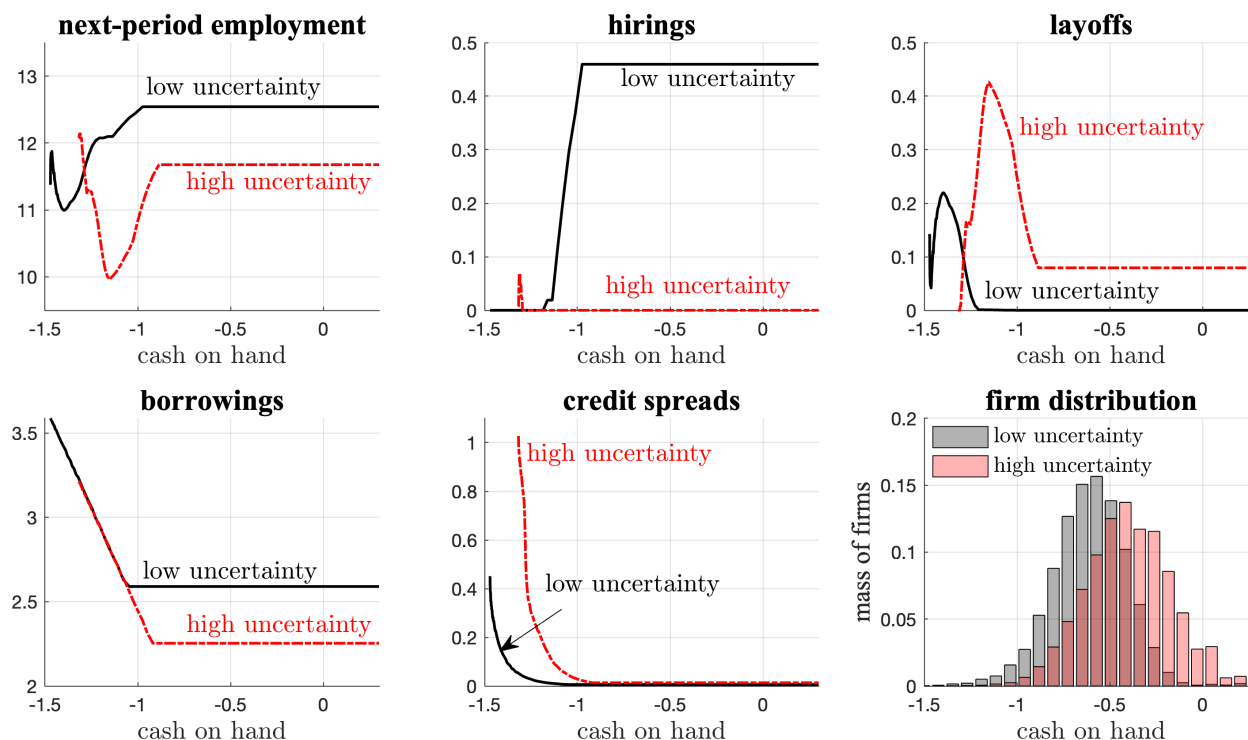 next-period employment
13
12
11
10
low uncertainty
high uncertainty
-1.5 -1 -0.5 0
cash on hand
hirings
0.5
0.4
0.3
0.2
0.1
0
low uncertainty
high uncertainty
-1.5 -1 -0.5 0
cash on hand
layoffs
0.5
0.4
0.3
0.2
0.1
0
high uncertainty
low uncertainty
-1.5 -1 -0.5 0
cash on hand
borrowings
3.5
3
2.5
2
low uncertainty
high uncertainty
-1.5 -1 -0.5 0
cash on hand
credit spreads
1
0.8
0.6
0.4
0.2
0
high uncertainty
low uncertainty
-1.5 -1 -0.5 0
cash on hand
firm distribution
mass of firms
0.2
0.15
0.1
0.05
0
low uncertainty
high uncertainty
-1.5 -1 -0.5 0
cash on hand